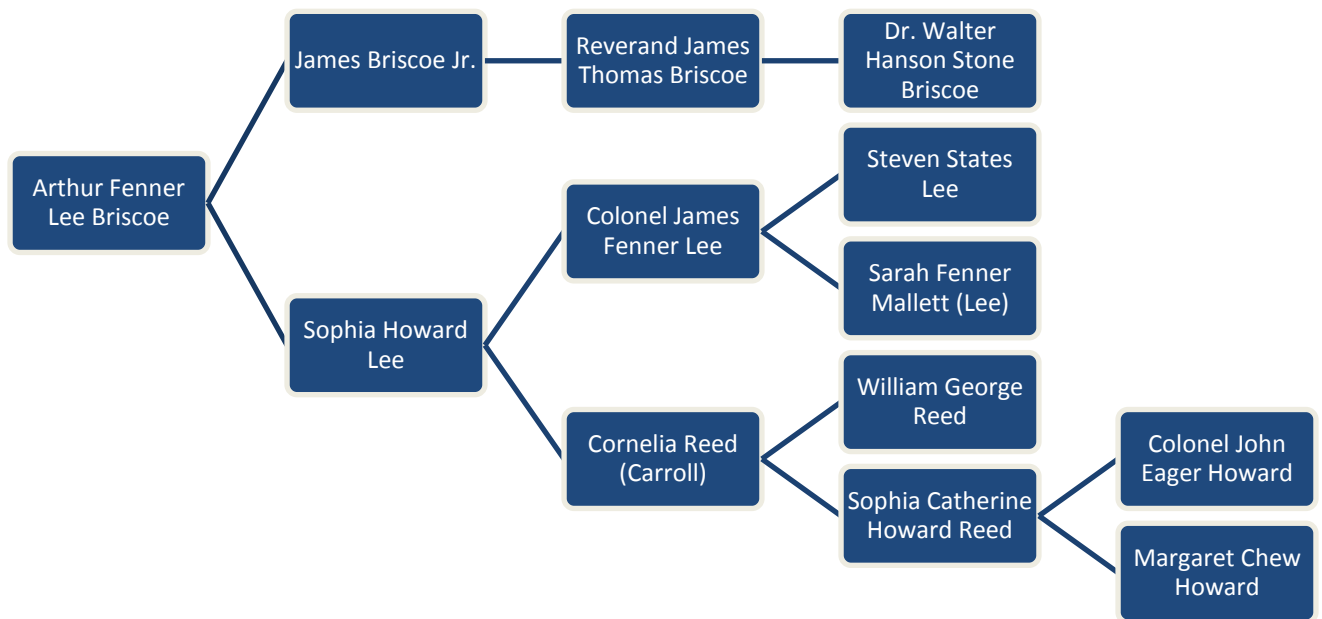 James Briscoe Jr.
Reverand James
Thomas Briscoe
Dr. Walter
Hanson Stone
Briscoe
Arthur Fenner
Lee Briscoe
Colonel James
Fenner Lee
Steven States
Lee
Sarah Fenner
Mallett (Lee)
Sophia Howard
Lee
Cornelia Reed
(Carroll)
William George
Reed
Sophia Catherine
Howard Reed
Colonel John
Eager Howard
Margaret Chew
Howard